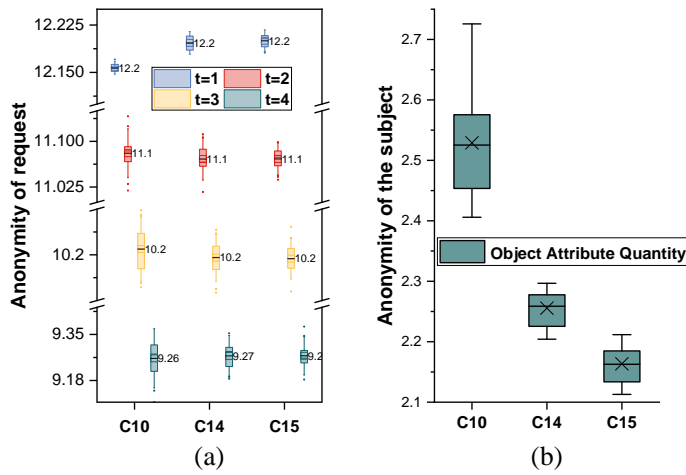 Anonymity of request
12.225
12.150
11.100
11.025
10.2
9.35
9.18
12.2
12.2
12.2
t=1
t=2
t=3
t=4
11.1
11.1
11.1
10.2
10.2
10.2
9.26
9.27
9.2
C10
C14
C15
(a)
Anonymity of the subject
2.7
2.6
2.5
2.3
2.2
2.1
Object Attribute Quantity
C10
C14
C15
(b)